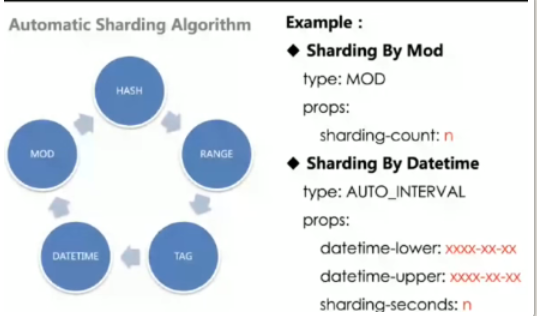 Automatic Sharding Algorithm
HASH
RANGE
TAG
DATETIME
MOD
Example :
◆ Sharding By Mod
type: MOD
props:
sharding-count: n
◆ Sharding By Datetime
type: AUTO_INTERVAL
props:
datetime-lower: xxxx-xx-xx
datetime-upper: xxxx-xx-xx
sharding-seconds: n